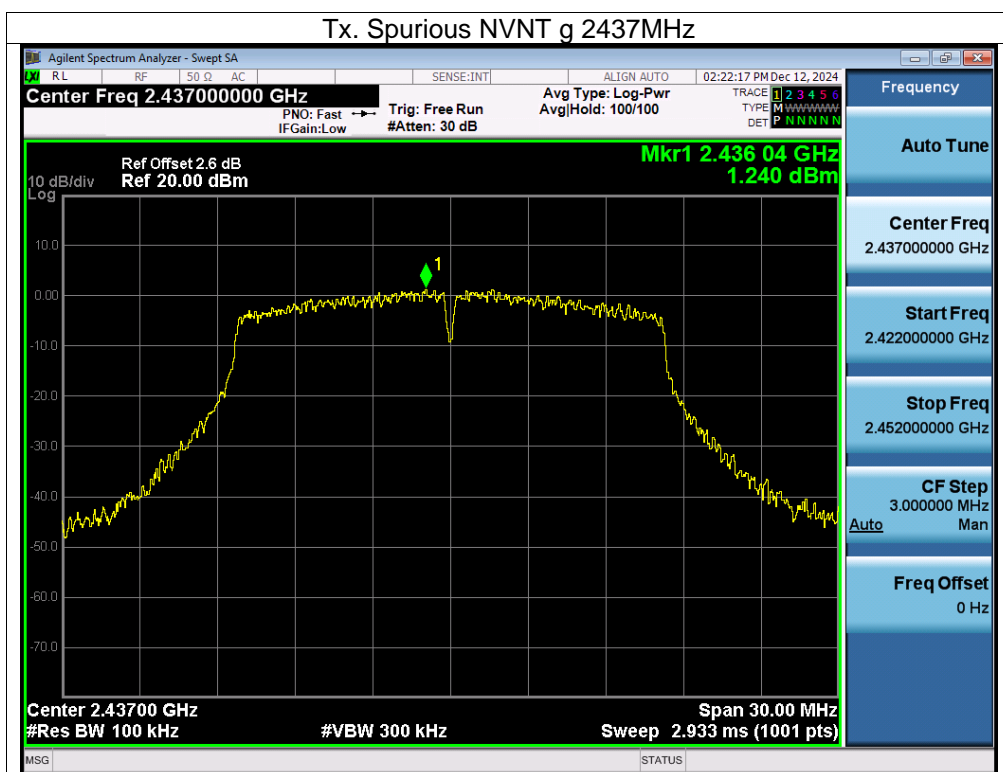 Tx. Spurious NVNT g 2437MHz
Agilent Spectrum Analyzer - Swept SA
LXI RL RF 50 Ω AC SENSE:INT ALIGN AUTO 02:22:17 PM Dec 12, 2024
Center Freq 2.437000000 GHz
PNO: Fast
IFGain:Low
Trig: Free Run
#Atten: 30 dB
Avg Type: Log-Pwr
Avg|Hold: 100/100
TRACE 1 2 3 4 5 6
TYPE M WWWWW
DET P N N N N N
Mkr1 2.436 04 GHz
1.240 dBm
Ref Offset 2.6 dB
10 dB/div Ref 20.00 dBm
Log
10.0
0.00
-10.0
-20.0
-30.0
-40.0
-50.0
-60.0
-70.0
1
Center 2.43700 GHz Span 30.00 MHz
#Res BW 100 kHz #VBW 300 kHz Sweep 2.933 ms (1001 pts)
MSG STATUS
Frequency
Auto Tune
Center Freq
2.437000000 GHz
Start Freq
2.422000000 GHz
Stop Freq
2.452000000 GHz
CF Step
3.000000 MHz
Auto Man
Freq Offset
0 Hz